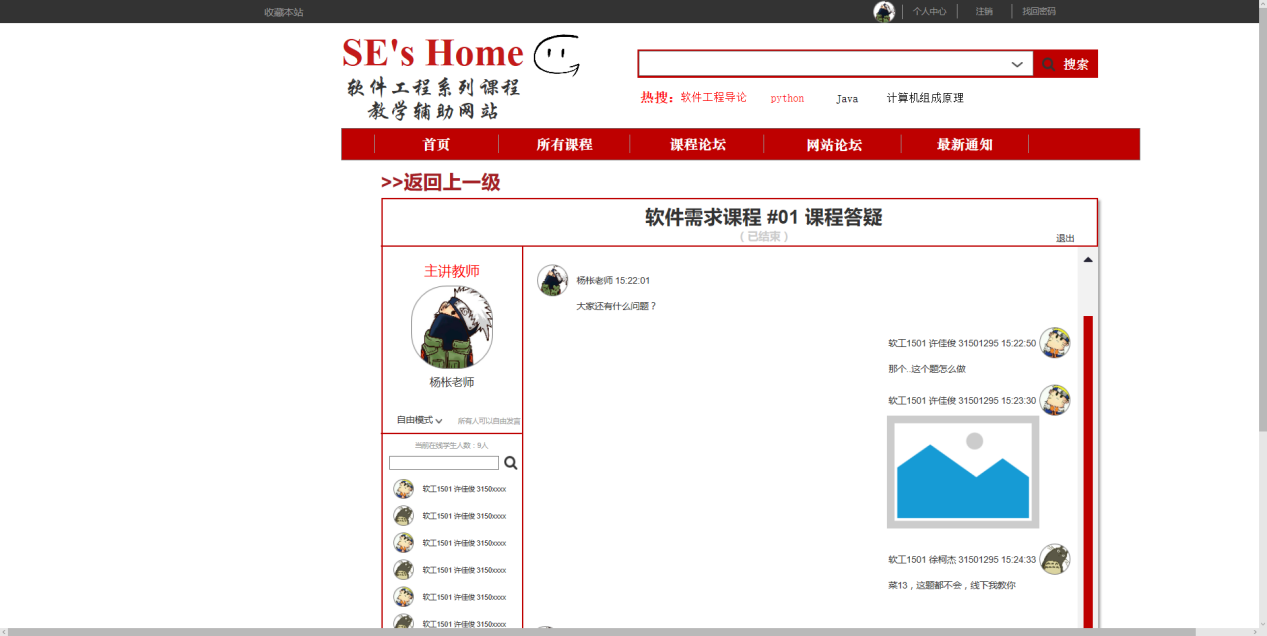 收藏本站
个人中心 注销 找回密码
SE's Home
软件工程系列课程
教学辅助网站
搜索
热搜： 软件工程导论 python Java 计算机组成原理
首页 所有课程 课程论坛 网站论坛 最新通知
>>返回上一级
软件需求课程 #01 课程答疑
（已结束）
退出
主讲教师
杨枨老师
自由模式 所有人可以自由发言
当前在线学生人数：9人
软工1501 许佳俊 3150xxxx
软工1501 许佳俊 3150xxxx
软工1501 许佳俊 3150xxxx
软工1501 许佳俊 3150xxxx
软工1501 许佳俊 3150xxxx
软工1501 许佳俊 3150xxxx
杨枨老师 15:22:01
大家还有什么问题？
软工1501 许佳俊 31501295 15:22:50
那个..这个题怎么做
软工1501 许佳俊 31501295 15:23:30
软工1501 徐柯杰 31501295 15:24:33
菜13，这题都不会，线下我教你